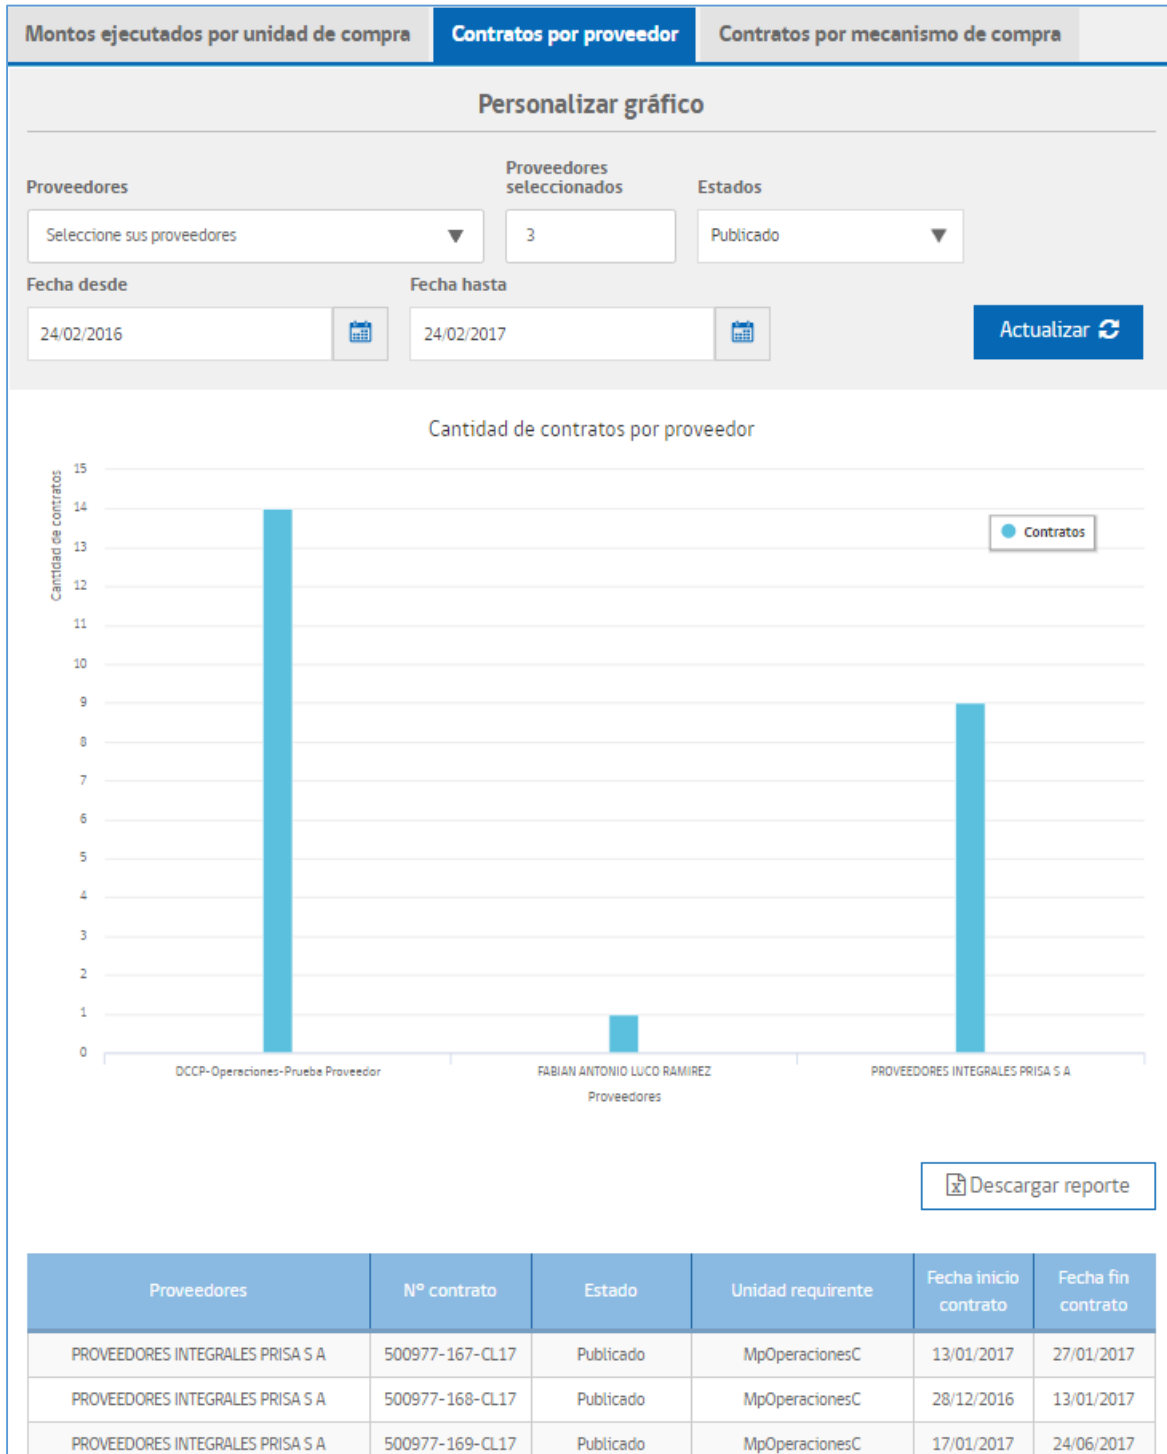 Montos ejecutados por unidad de compra Contratos por proveedor Contratos por mecanismo de compra
Personalizar gráfico
Proveedores Proveedores seleccionados Estados
Seleccione sus proveedores 3 Publicado
Fecha desde Fecha hasta
24/02/2016 24/02/2017 Actualizar
Cantidad de contratos por proveedor
Cantidad de contratos
15
14
13
12
11
10
9
8
7
6
5
4
3
2
1
0
Contratos
DCCP-Operaciones-Prueba Proveedor FABIAN ANTONIO LUCO RAMIREZ PROVEEDORES INTEGRALES PRISA S A
Proveedores
Descargar reporte
Proveedores Nº contrato Estado Unidad requirente Fecha inicio contrato Fecha fin contrato
PROVEEDORES INTEGRALES PRISA S A 500977-167-CL17 Publicado MpOperacionesC 13/01/2017 27/01/2017
PROVEEDORES INTEGRALES PRISA S A 500977-168-CL17 Publicado MpOperacionesC 28/12/2016 13/01/2017
PROVEEDORES INTEGRALES PRISA S A 500977-169-CL17 Publicado MpOperacionesC 17/01/2017 24/06/2017